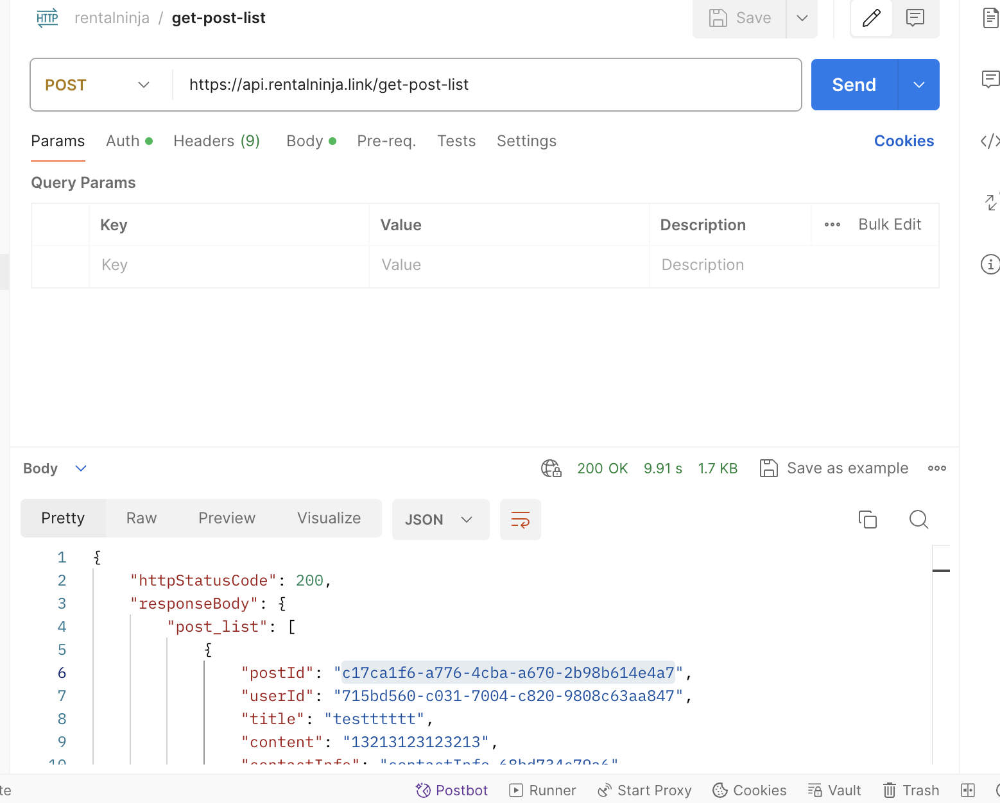 HTTP rentalninja / get-post-list
Save
POST https://api.rentalninja.link/get-post-list Send
Params Auth Headers (9) Body Pre-req. Tests Settings Cookies
Query Params
Key Value Description Bulk Edit
Key Value Description
Body 200 OK 9.91 s 1.7 KB Save as example
Pretty Raw Preview Visualize JSON
1 {
2 "httpStatusCode": 200,
3 "responseBody": {
4 "post_list": [
5 {
6 "postId": "c17ca1f6-a776-4cba-a670-2b98b614e4a7",
7 "userId": "715bd560-c031-7004-c820-9808c63aa847",
8 "title": "testttttt",
9 "content": "13213123123213",
10 "contactInfo": "contactInfo-68bd734c79a6"
te Postbot Runner Start Proxy Cookies Vault Trash